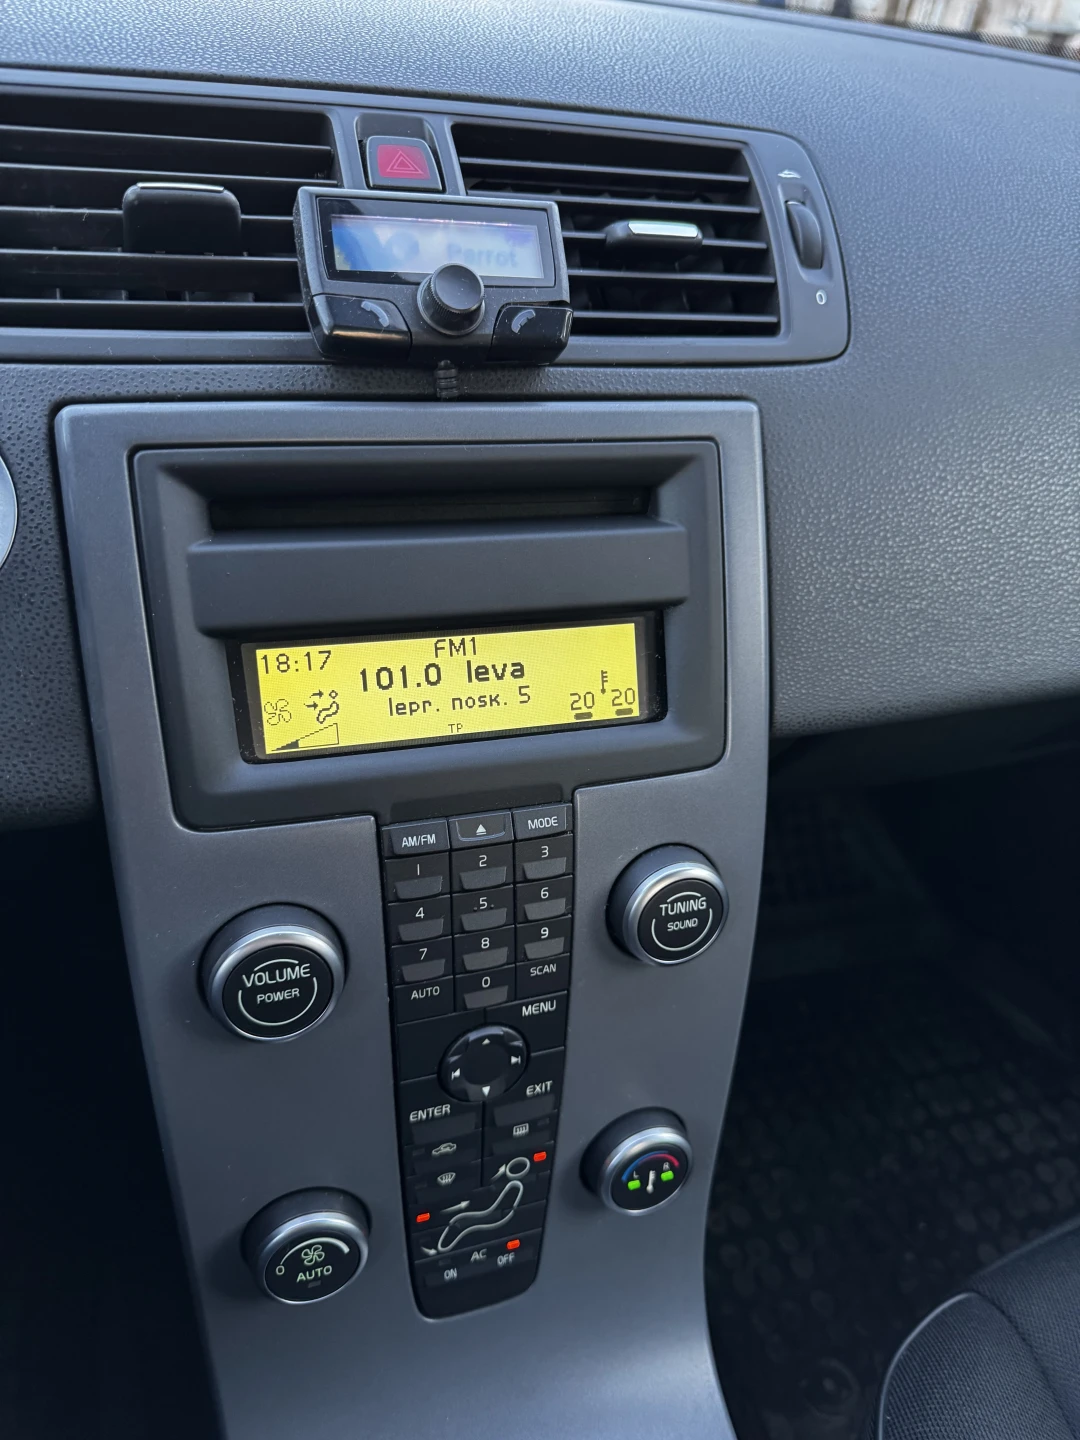 Parrot
0
FM1
18:17
101.0 leva
lepr. nosk. 5
20 20
TP
AM/FM
MODE
1 2 3
4 5 6
7 8 9
AUTO 0 SCAN
MENU
ENTER
EXIT
AC
ON OFF
VOLUME
POWER
TUNING
SOUND
0
AUTO
L R